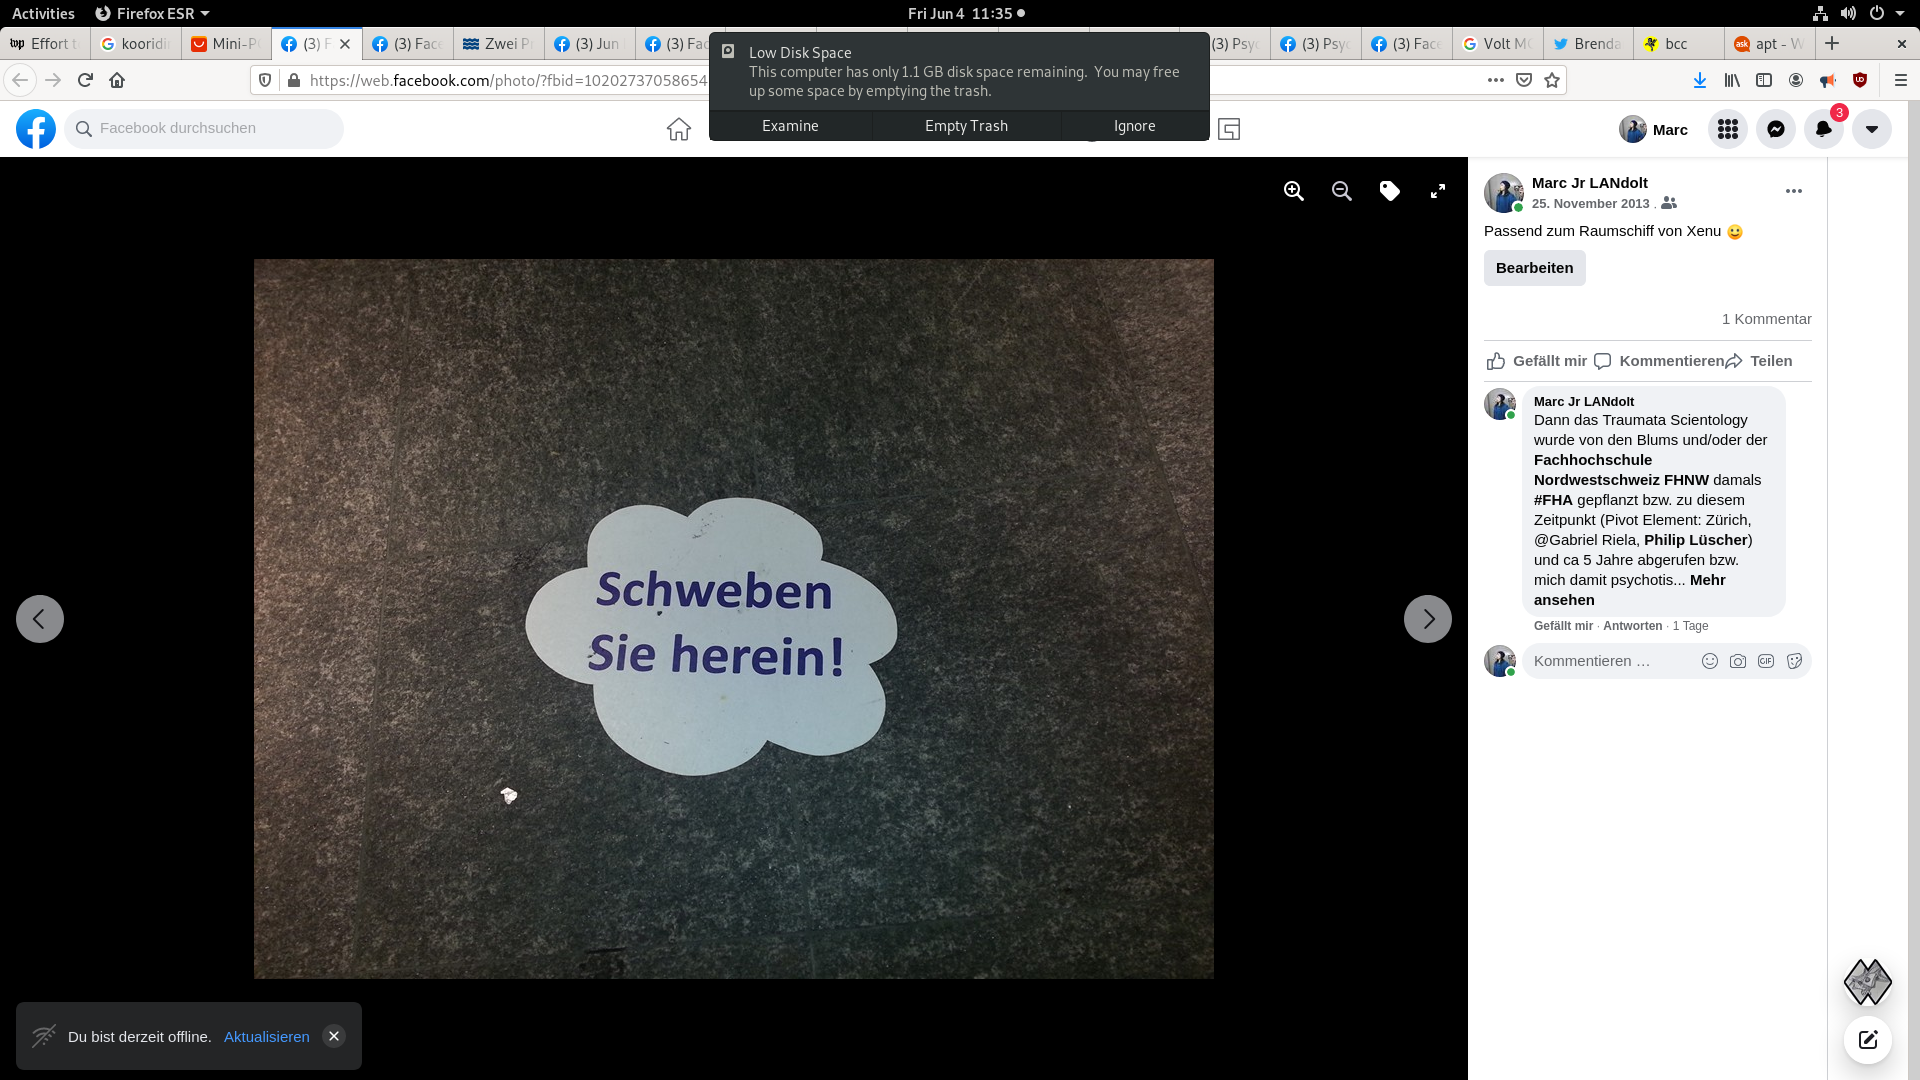 Activities
Firefox ESR
Fri Jun 4 11:35
Effort t
kooridi
Mini-P
(3) F
(3) Fac
Zwei P
(3) Jun
(3) Fac
(3) Psyc
(3) Psyc
(3) Face
Volt M
Brenda
bcc
apt - W
https://web.facebook.com/photo/?fbid=10202737058654
Low Disk Space
This computer has only 1.1 GB disk space remaining. You may free
up some space by emptying the trash.
Examine
Empty Trash
Ignore
Facebook durchsuchen
Marc
3
Schweben
Sie herein!
Marc Jr LANdolt
25. November 2013 .
Passend zum Raumschiff von Xenu 🙂
Bearbeiten
1 Kommentar
Gefällt mir
Kommentieren
Teilen
Marc Jr LANdolt
Dann das Traumata Scientology
wurde von den Blums und/oder der
Fachhochschule
Nordwestschweiz FHNW damals
#FHA gepflanzt bzw. zu diesem
Zeitpunkt (Pivot Element: Zürich,
@Gabriel Riela, Philip Lüscher)
und ca 5 Jahre abgerufen bzw.
mich damit psychotis... Mehr
ansehen
Gefällt mir · Antworten · 1 Tage
Kommentieren …
GIF
Du bist derzeit offline.
Aktualisieren